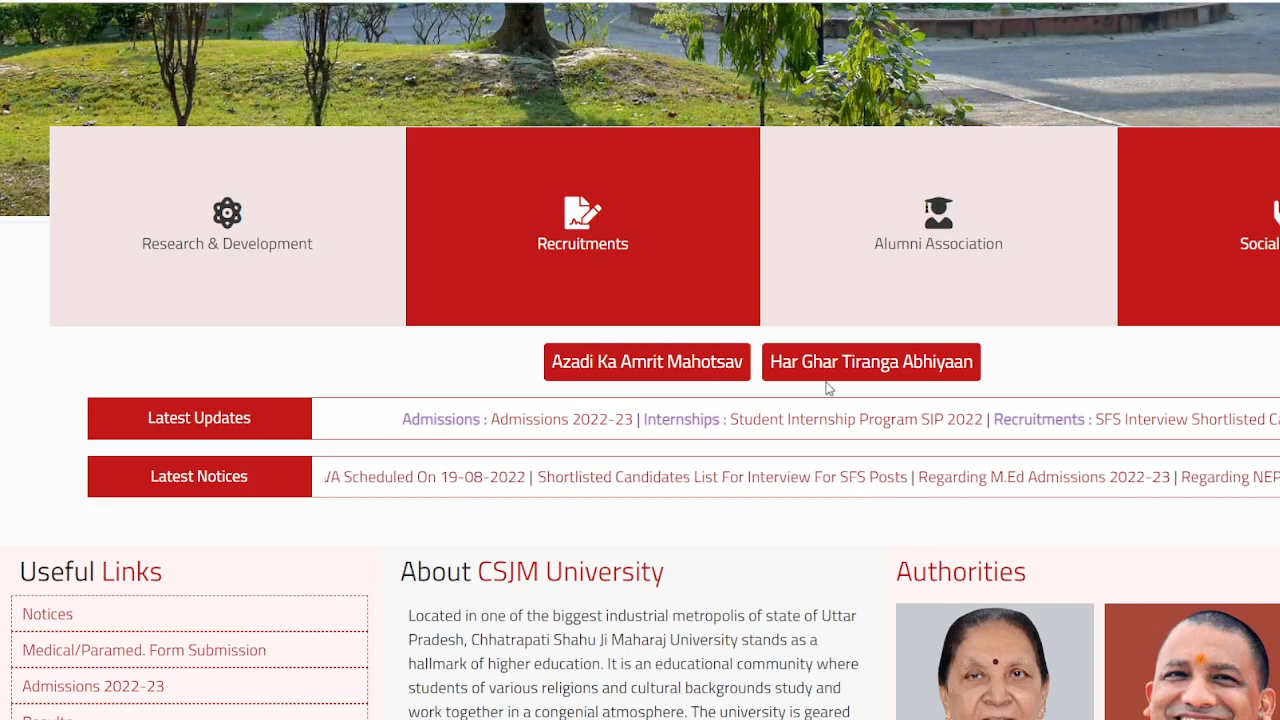 Research & Development
Recruitments
Alumni Association
Social
Azadi Ka Amrit Mahotsav
Har Ghar Tiranga Abhiyaan
Latest Updates
Admissions : Admissions 2022-23 | Internships : Student Internship Program SIP 2022 | Recruitments : SFS Interview Shortlisted
Latest Notices
Scheduled On 19-08-2022 | Shortlisted Candidates List For Interview For SFS Posts | Regarding M.Ed Admissions 2022-23 | Regarding NEP
Useful Links
Notices
Medical/Paramed. Form Submission
Admissions 2022-23
Results
About CSJM University
Located in one of the biggest industrial metropolis of state of Uttar
Pradesh, Chhatrapati Shahu Ji Maharaj University stands as a
hallmark of higher education. It is an educational community where
students of various religions and cultural backgrounds study and
work together in a congenial atmosphere. The university is geared
Authorities